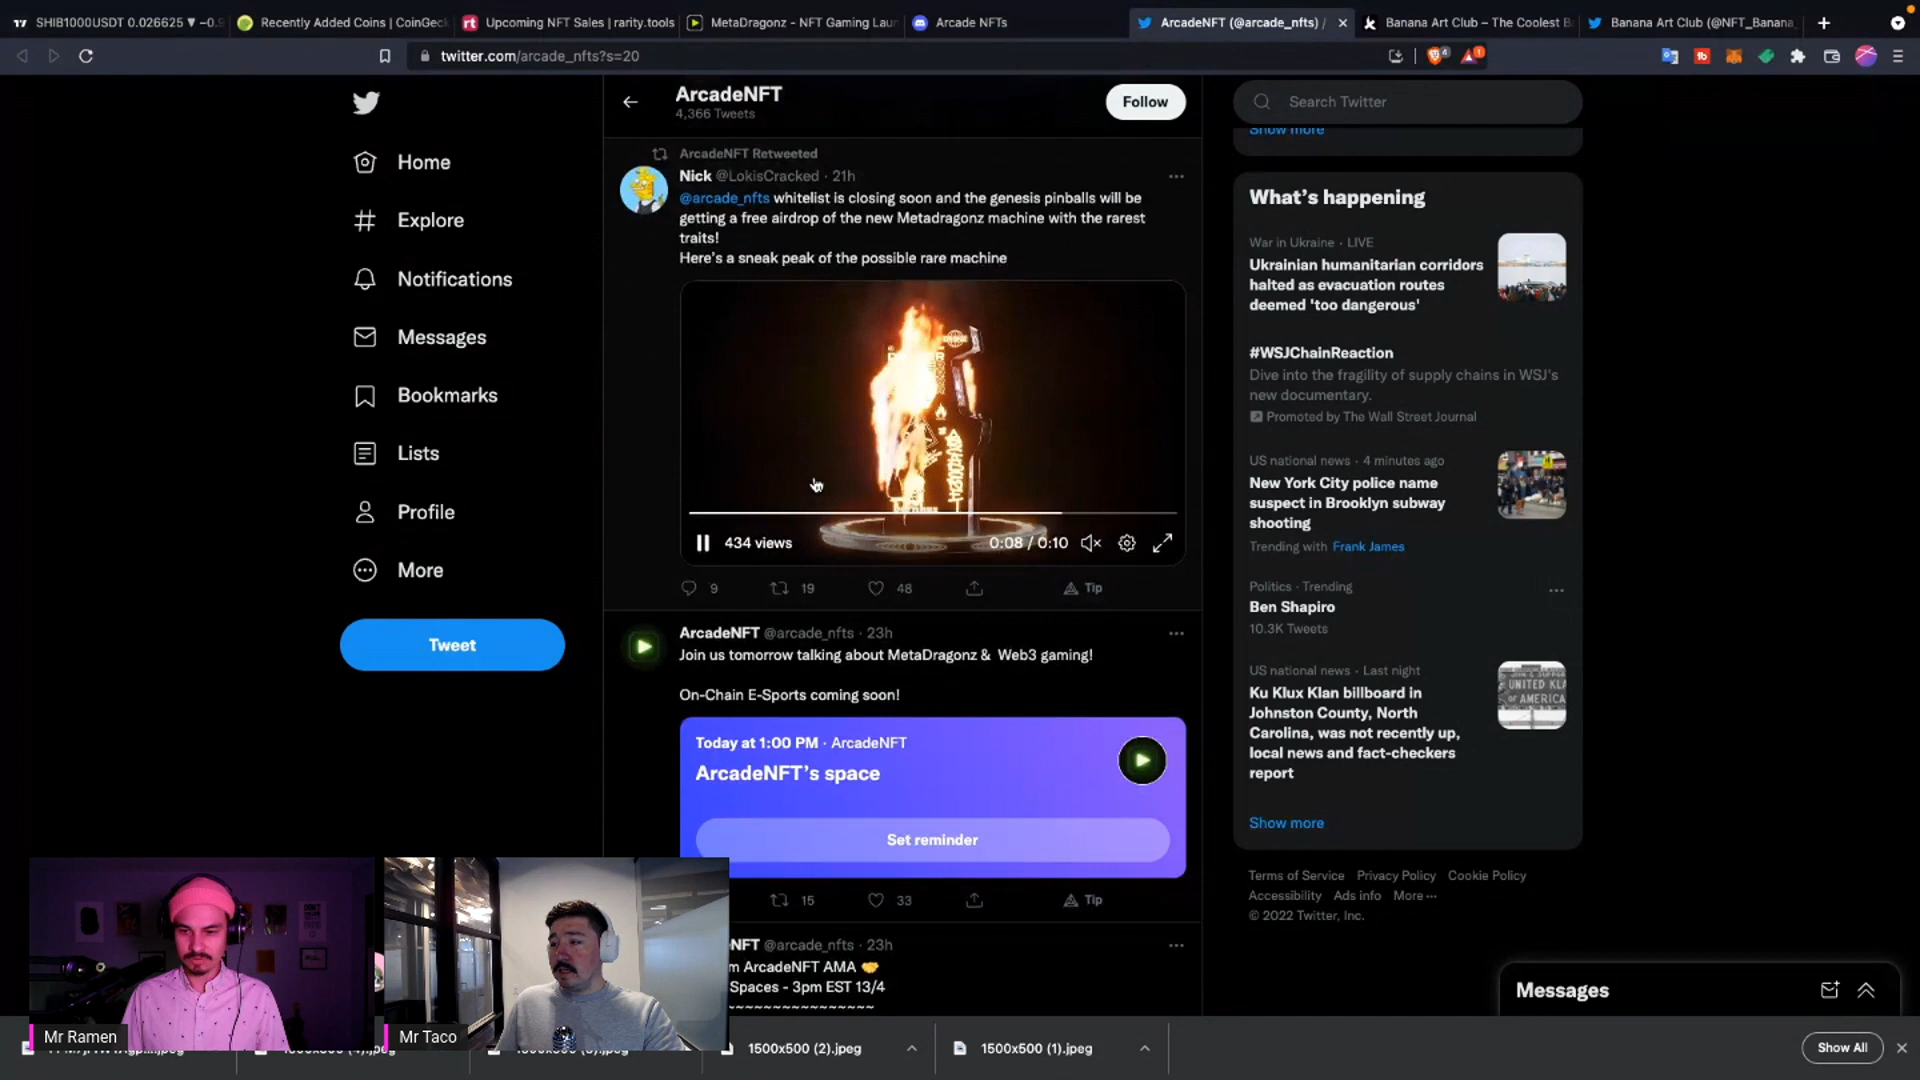 SHIB1000USDT 0.026625 ▼ −0.9
Recently Added Coins | CoinGeck
Upcoming NFT Sales | rarity.tools
MetaDragonz - NFT Gaming Lau
Arcade NFTs
ArcadeNFT (@arcade_nfts) /
Banana Art Club – The Coolest B
Banana Art Club (@NFT_Banana_
twitter.com/arcade_nfts?s=20
ArcadeNFT
4,366 Tweets
Follow
Search Twitter
Show more
Home
Explore
Notifications
Messages
Bookmarks
Lists
Profile
More
Tweet
ArcadeNFT Retweeted
Nick @LokisCracked · 21h
@arcade_nfts whitelist is closing soon and the genesis pinballs will be
getting a free airdrop of the new Metadragonz machine with the rarest
traits!
Here's a sneak peak of the possible rare machine
434 views
0:08 / 0:10
9
19
48
Tip
ArcadeNFT @arcade_nfts · 23h
Join us tomorrow talking about MetaDragonz & Web3 gaming!
On-Chain E-Sports coming soon!
Today at 1:00 PM · ArcadeNFT
ArcadeNFT's space
Set reminder
15
33
Tip
NFT @arcade_nfts · 23h
m ArcadeNFT AMA 🤝
Spaces - 3pm EST 13/4
~~~~~~~~~~~~~~~~
What's happening
War in Ukraine · LIVE
Ukrainian humanitarian corridors
halted as evacuation routes
deemed 'too dangerous'
#WSJChainReaction
Dive into the fragility of supply chains in WSJ's
new documentary.
Promoted by The Wall Street Journal
US national news · 4 minutes ago
New York City police name
suspect in Brooklyn subway
shooting
Trending with Frank James
Politics · Trending
Ben Shapiro
10.3K Tweets
US national news · Last night
Ku Klux Klan billboard in
Johnston County, North
Carolina, was not recently up,
local news and fact-checkers
report
Show more
Terms of Service Privacy Policy Cookie Policy
Accessibility Ads info More ···
© 2022 Twitter, Inc.
Messages
Mr Ramen
Mr Taco
1500x500 (2).jpeg
1500x500 (1).jpeg
Show All